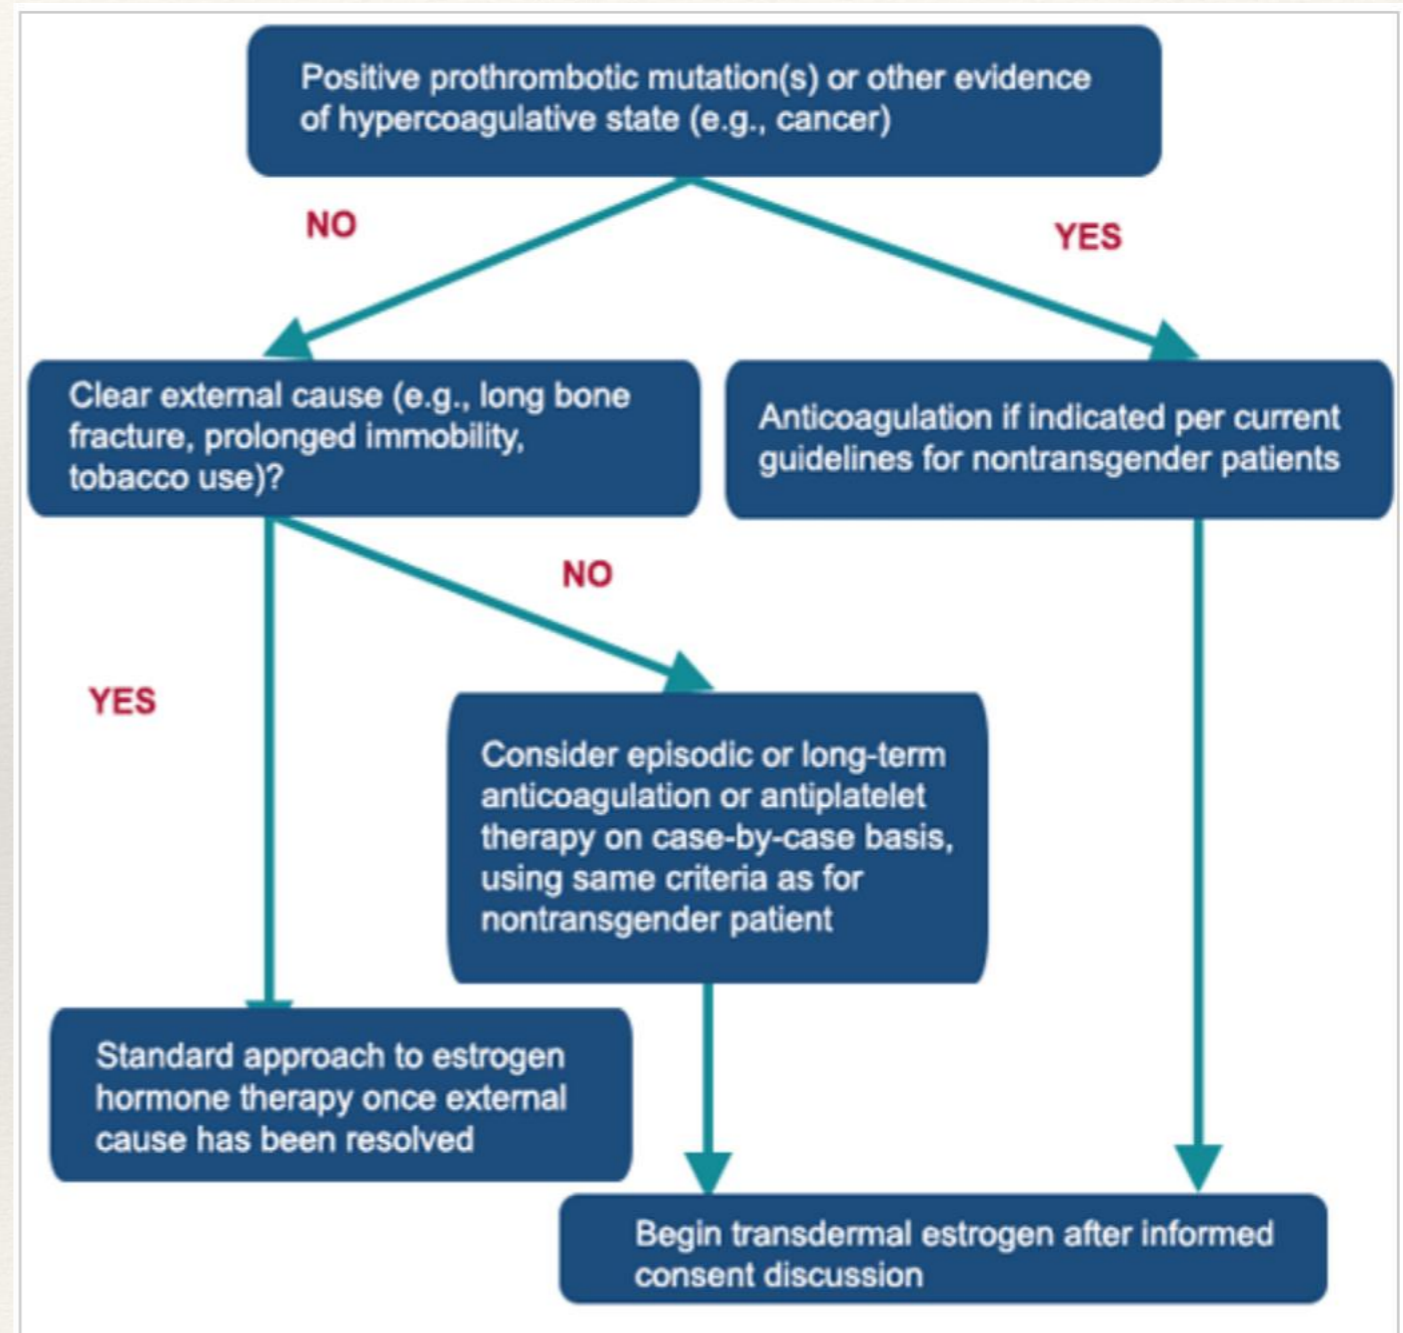 Positive prothrombotic mutation(s) or other evidence
of hypercoagulative state (e.g., cancer)
NO
YES
Clear external cause (e.g., long bone
fracture, prolonged immobility,
tobacco use)?
Anticoagulation if indicated per current
guidelines for nontransgender patients
NO
YES
Consider episodic or long-term
anticoagulation or antiplatelet
therapy on case-by-case basis,
using same criteria as for
nontransgender patient
Standard approach to estrogen
hormone therapy once external
cause has been resolved
Begin transdermal estrogen after informed
consent discussion